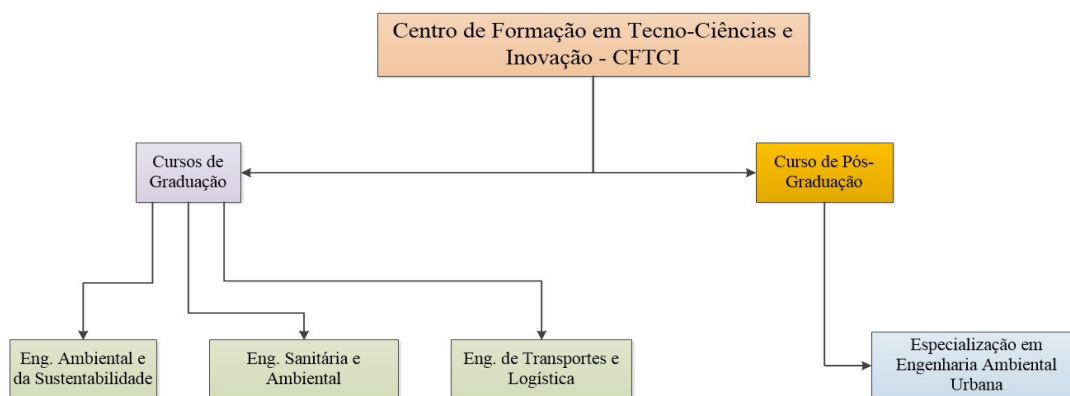 Centro de Formação em Tecno-Ciências e
Inovação - CFTCI
Cursos de
Graduação
Curso de Pós-
Graduação
Eng. Ambiental e
da Sustentabilidade
Eng. Sanitária e
Ambiental
Eng. de Transportes e
Logística
Especialização em
Engenharia Ambiental
Urbana